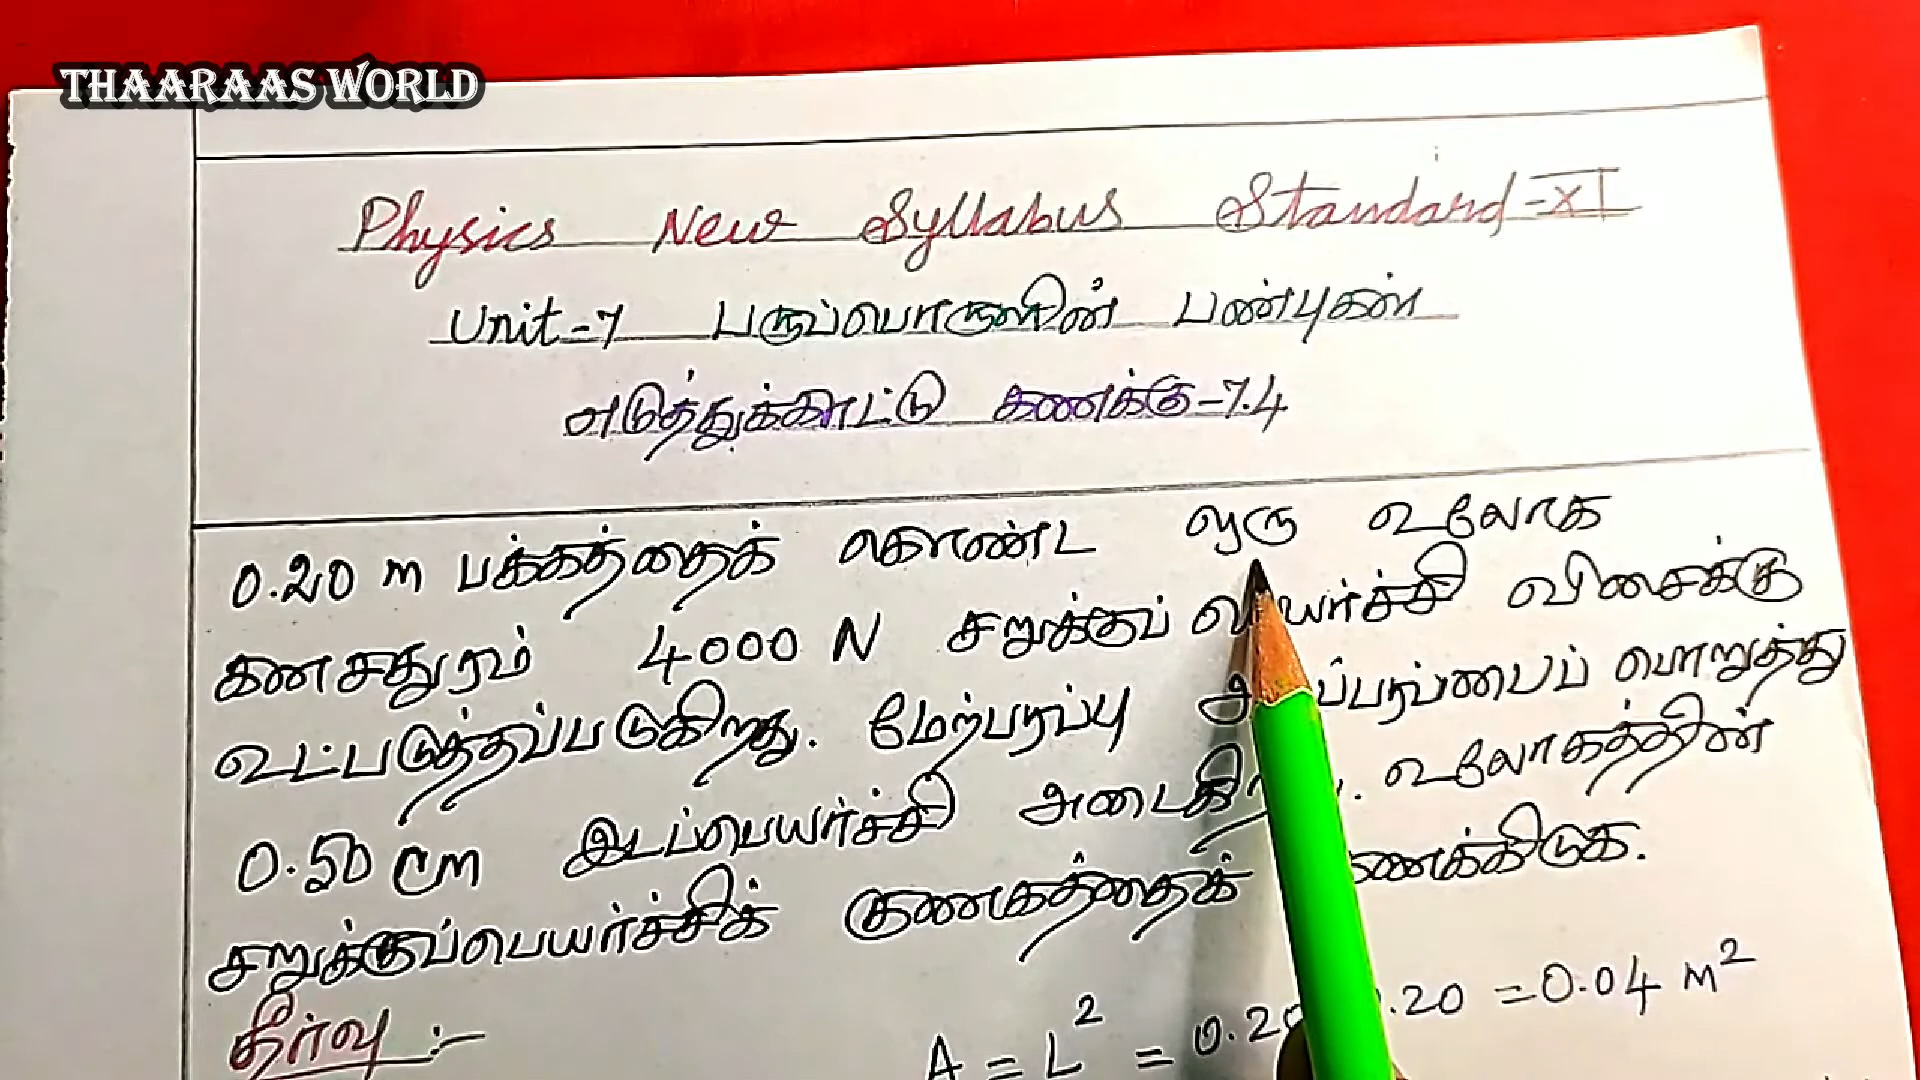 THAARAAS WORLD
Physics New Syllabus Standard-XI
Unit-7 பருப்பொருளின் பண்புகள்
எடுத்துக்காட்டு கணக்கு-7.4
0.20 m பக்கத்தைக் கொண்ட ஒரு உலோக
கனசதுரம் 4000 N சறுக்குப் பெயர்ச்சி விசைக்கு
உட்படுத்தப்படுகிறது. மேற்பரப்பு பொறுத்து
0.50 cm இடப்பெயர்ச்சி உலோகத்தின்
சறுக்குப்பெயர்ச்சிக் குணகத்தைக்
தீர்வு :-
A = L² = 0.20 = 0.04 m²